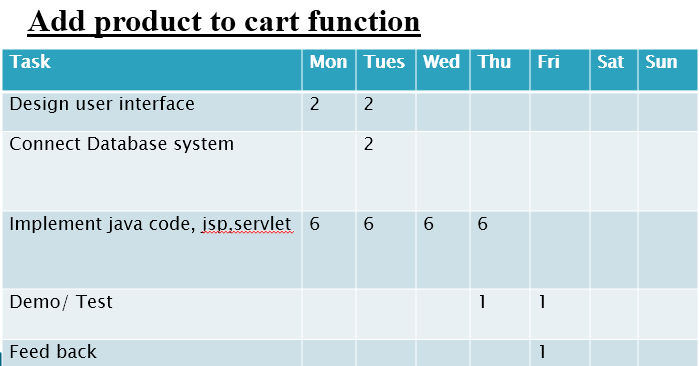 Add product to cart function
Task Mon Tues Wed Thu Fri Sat Sun
Design user interface 2 2
Connect Database system 2
Implement java code, jsp,servlet 6 6 6 6
Demo/ Test 1 1
Feed back 1